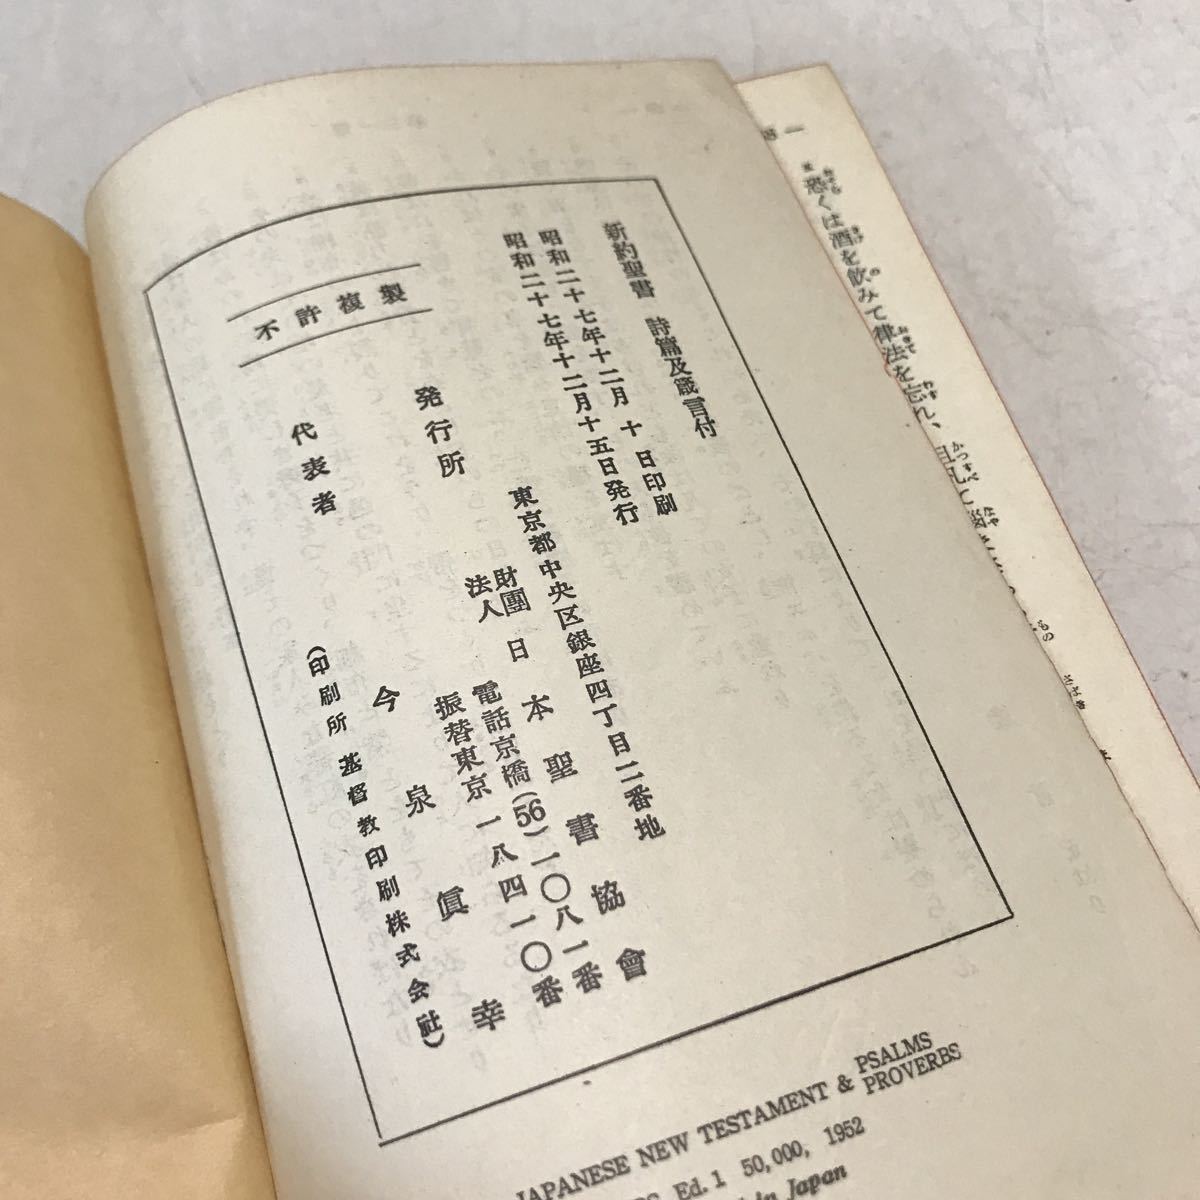 新約聖書　詩篇及箴言付
昭和二十七年十二月　十　日印刷
昭和二十七年十二月十五日発行
不許複製
東京都中央区銀座四丁目二番地
発行所　財團法人　日本聖書協會
電話京橋(56)一〇八一番
振替東京一八四一〇番
代表者　今泉眞幸
(印刷所　基督教印刷株式会社)
JAPANESE NEW TESTAMENT & PSALMS PROVERBS
Ed. 1 50,000, 1952
in Japan
恐くは酒を飲みて律法を忘れ、且